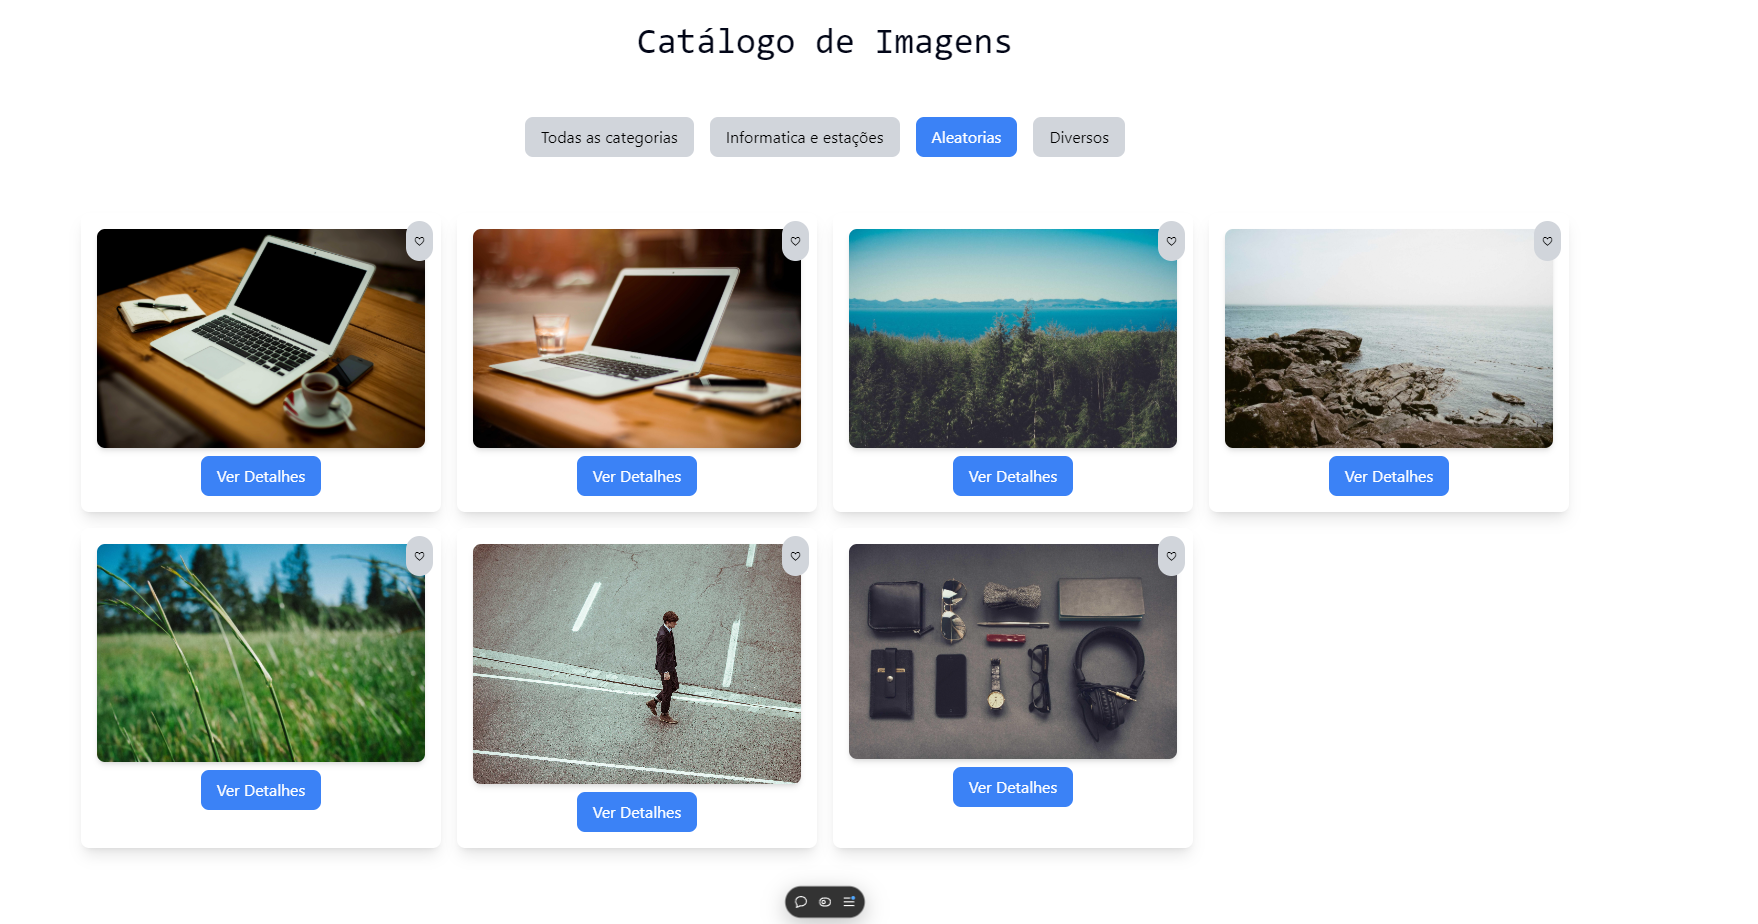 Catálogo de Imagens
Todas as categorias
Informatica e estações
Aleatorias
Diversos
Ver Detalhes
Ver Detalhes
Ver Detalhes
Ver Detalhes
Ver Detalhes
Ver Detalhes
Ver Detalhes